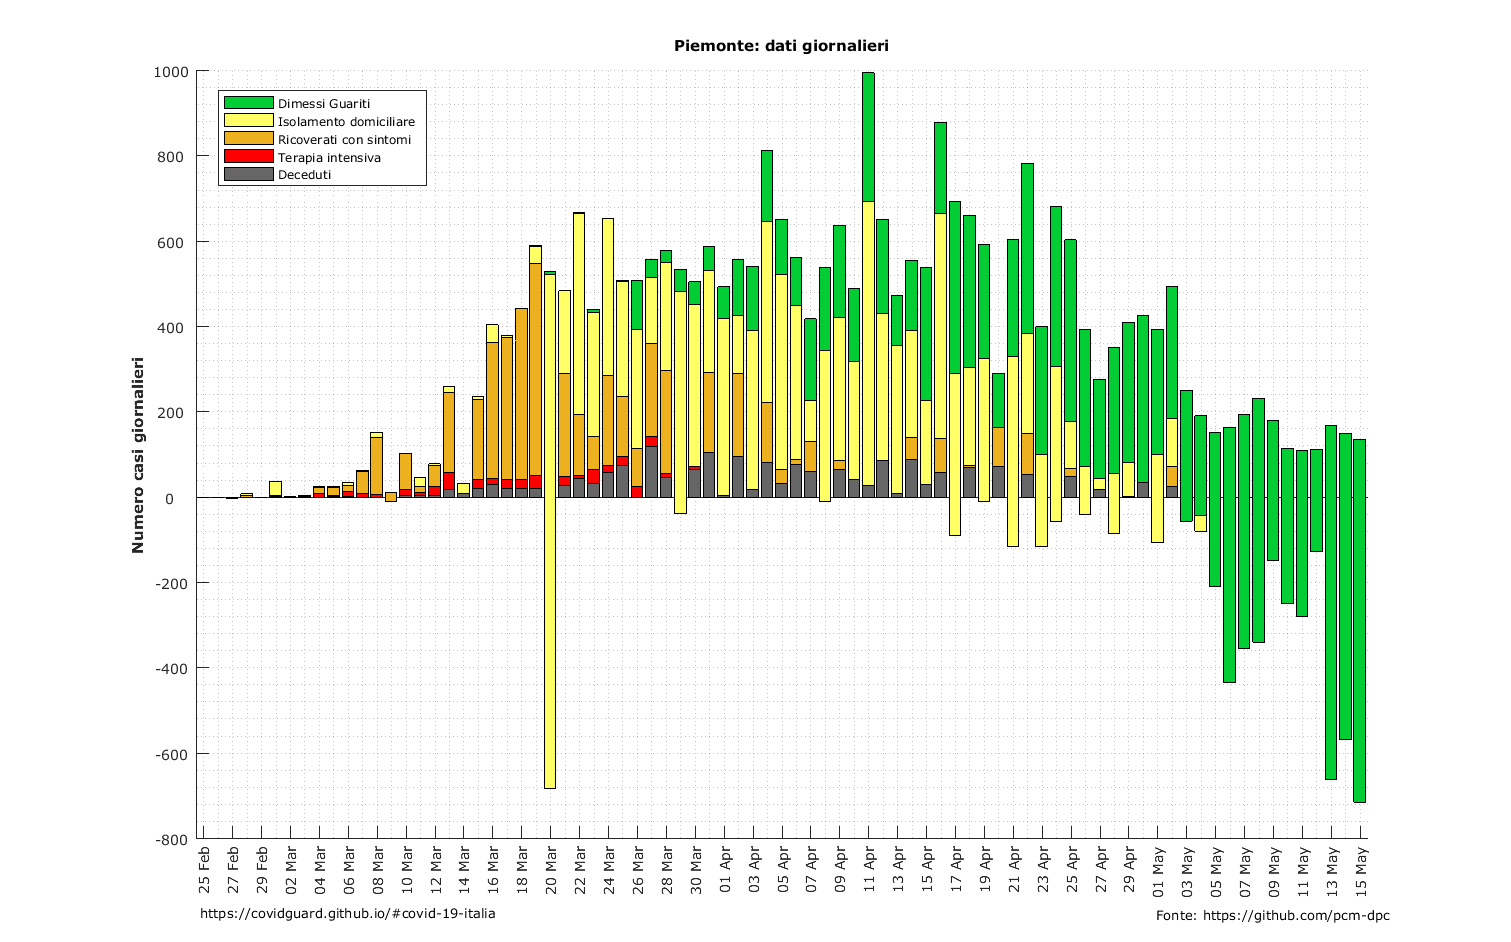 Piemonte: dati giornalieri
1000
800
600
400
200
0
-200
-400
-600
-800
Numero casi giornalieri
Dimessi Guariti
Isolamento domiciliare
Ricoverati con sintomi
Terapia intensiva
Deceduti
25 Feb
27 Feb
29 Feb
02 Mar
04 Mar
06 Mar
08 Mar
10 Mar
12 Mar
14 Mar
16 Mar
18 Mar
20 Mar
22 Mar
24 Mar
26 Mar
28 Mar
30 Mar
01 Apr
03 Apr
05 Apr
07 Apr
09 Apr
11 Apr
13 Apr
15 Apr
17 Apr
19 Apr
21 Apr
23 Apr
25 Apr
27 Apr
29 Apr
01 May
03 May
05 May
07 May
09 May
11 May
13 May
15 May
https://covidguard.github.io/#covid-19-italia
Fonte: https://github.com/pcm-dpc